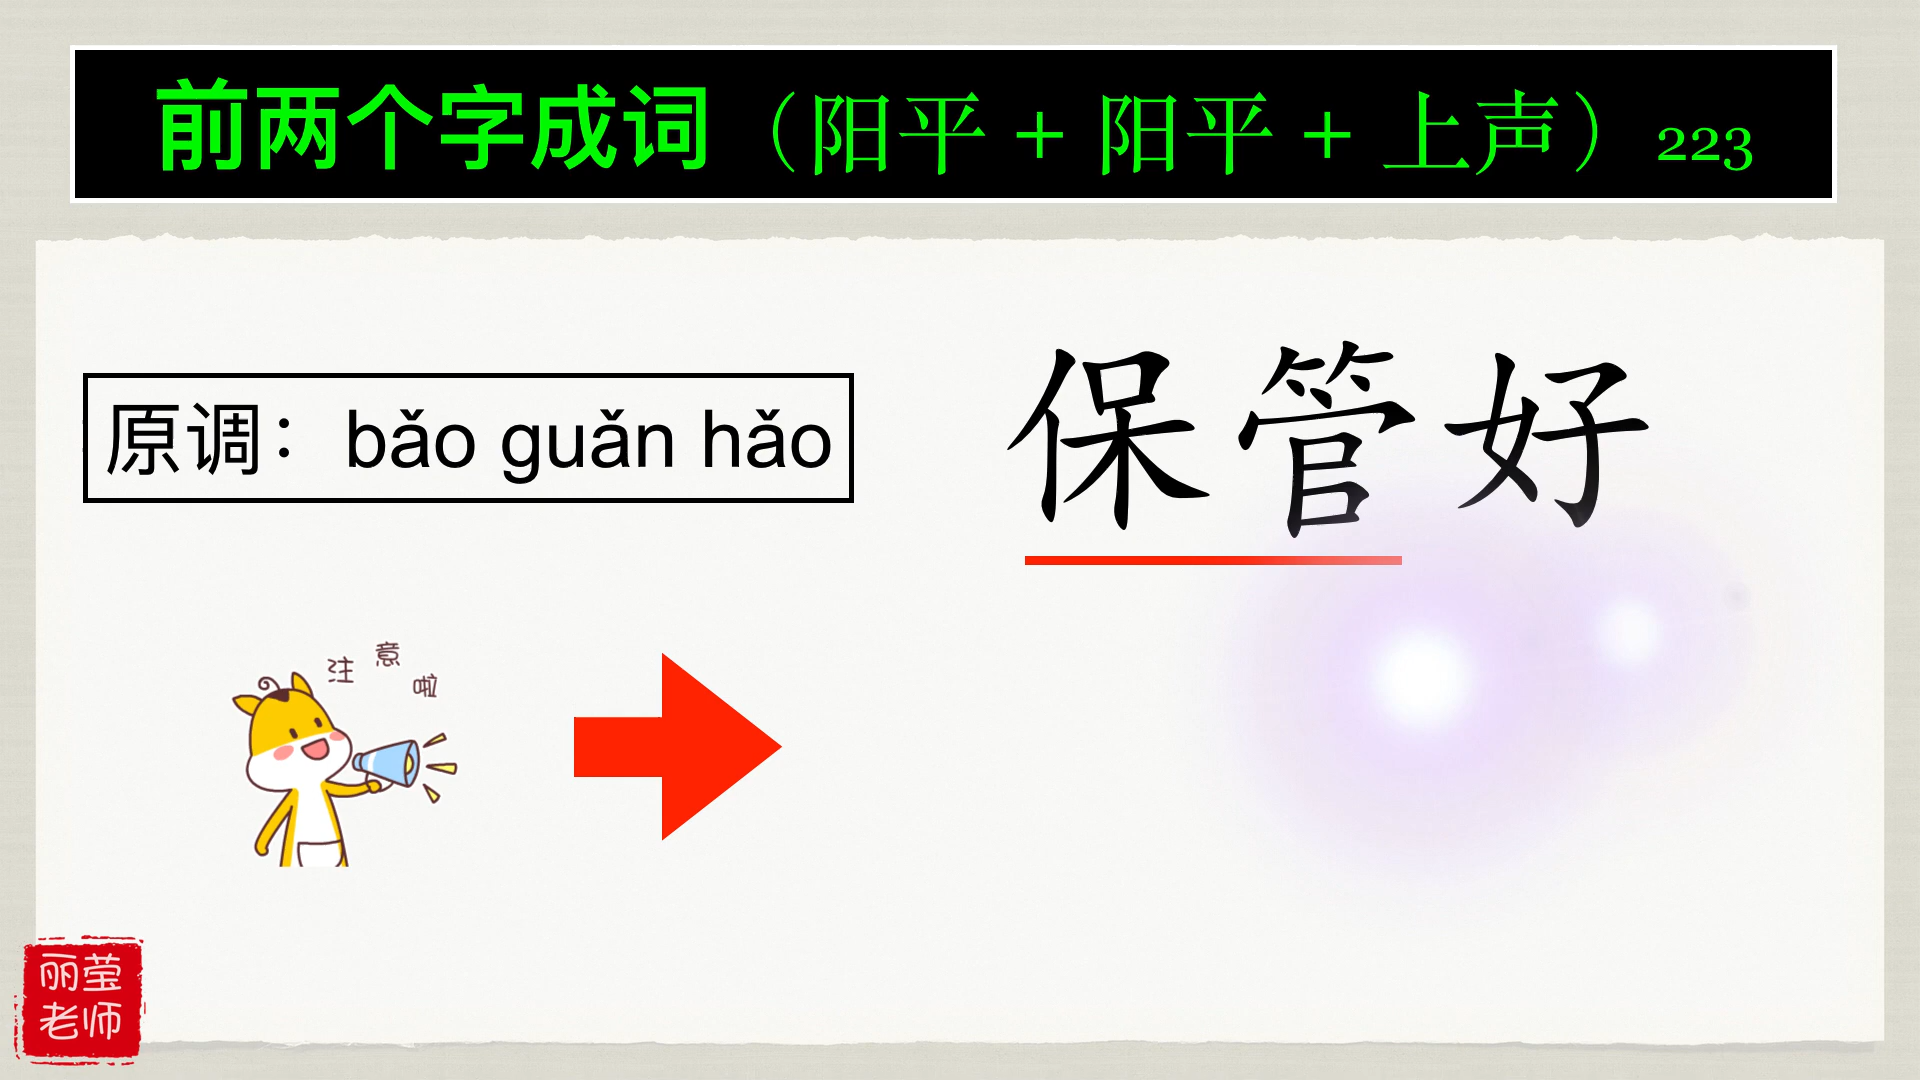 前两个字成词（阳平 + 阳平 + 上声）223
原调：bǎo guǎn hǎo
保管好
注意啦
丽莹
老师